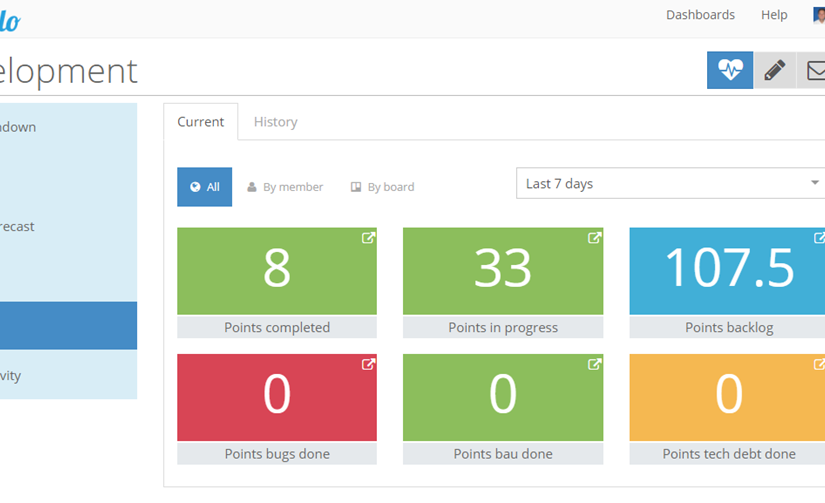 lo
Dashboards Help
elopment
down
recast
vity
Current History
All By member By board
Last 7 days
8 33 107.5
Points completed Points in progress Points backlog
0 0 0
Points bugs done Points bau done Points tech debt done